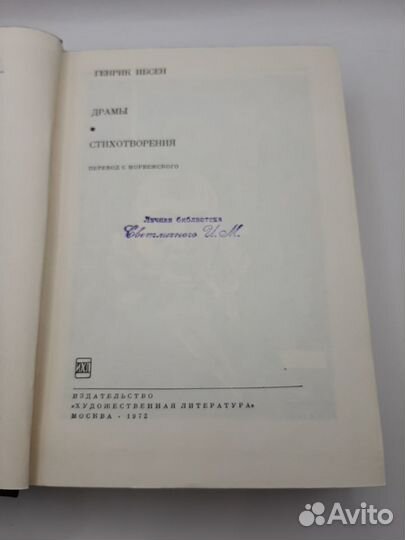 ГЕНРИК ИБСЕН
ДРАМЫ
•
СТИХОТВОРЕНИЯ
ПЕРЕВОД С НОРВЕЖСКОГО
Личная библиотека
Светличного И.М.
ИЗДАТЕЛЬСТВО
«ХУДОЖЕСТВЕННАЯ ЛИТЕРАТУРА»
МОСКВА · 1972
Avito